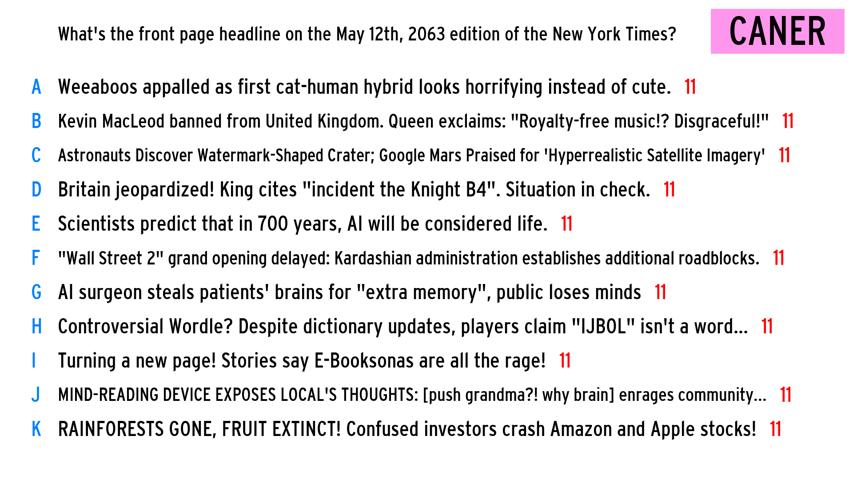 What's the front page headline on the May 12th, 2063 edition of the New York Times?
CANER
A Weeaboos appalled as first cat-human hybrid looks horrifying instead of cute. 11
B Kevin MacLeod banned from United Kingdom. Queen exclaims: "Royalty-free music!? Disgraceful!" 11
C Astronauts Discover Watermark-Shaped Crater; Google Mars Praised for 'Hyperrealistic Satellite Imagery' 11
D Britain jeopardized! King cites "incident the Knight B4". Situation in check. 11
E Scientists predict that in 700 years, AI will be considered life. 11
F "Wall Street 2" grand opening delayed: Kardashian administration establishes additional roadblocks. 11
G AI surgeon steals patients' brains for "extra memory", public loses minds 11
H Controversial Wordle? Despite dictionary updates, players claim "IJBOL" isn't a word... 11
I Turning a new page! Stories say E-Booksonas are all the rage! 11
J MIND-READING DEVICE EXPOSES LOCAL'S THOUGHTS: [push grandma?! why brain] enrages community... 11
K RAINFORESTS GONE, FRUIT EXTINCT! Confused investors crash Amazon and Apple stocks! 11